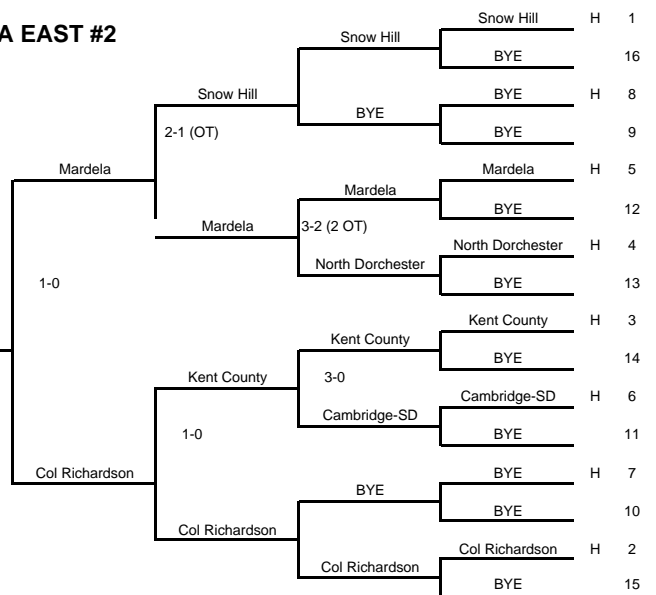 A EAST #2
Snow Hill H 1
Snow Hill
BYE 16
Snow Hill
BYE H 8
BYE
2-1 (OT)
BYE 9
Mardela
Mardela H 5
Mardela
BYE 12
Mardela
3-2 (2 OT)
North Dorchester H 4
North Dorchester
1-0
BYE 13
Kent County H 3
Kent County
BYE 14
Kent County
3-0
Cambridge-SD H 6
Cambridge-SD
1-0
BYE 11
Col Richardson
BYE H 7
BYE
BYE 10
Col Richardson
Col Richardson H 2
Col Richardson
BYE 15